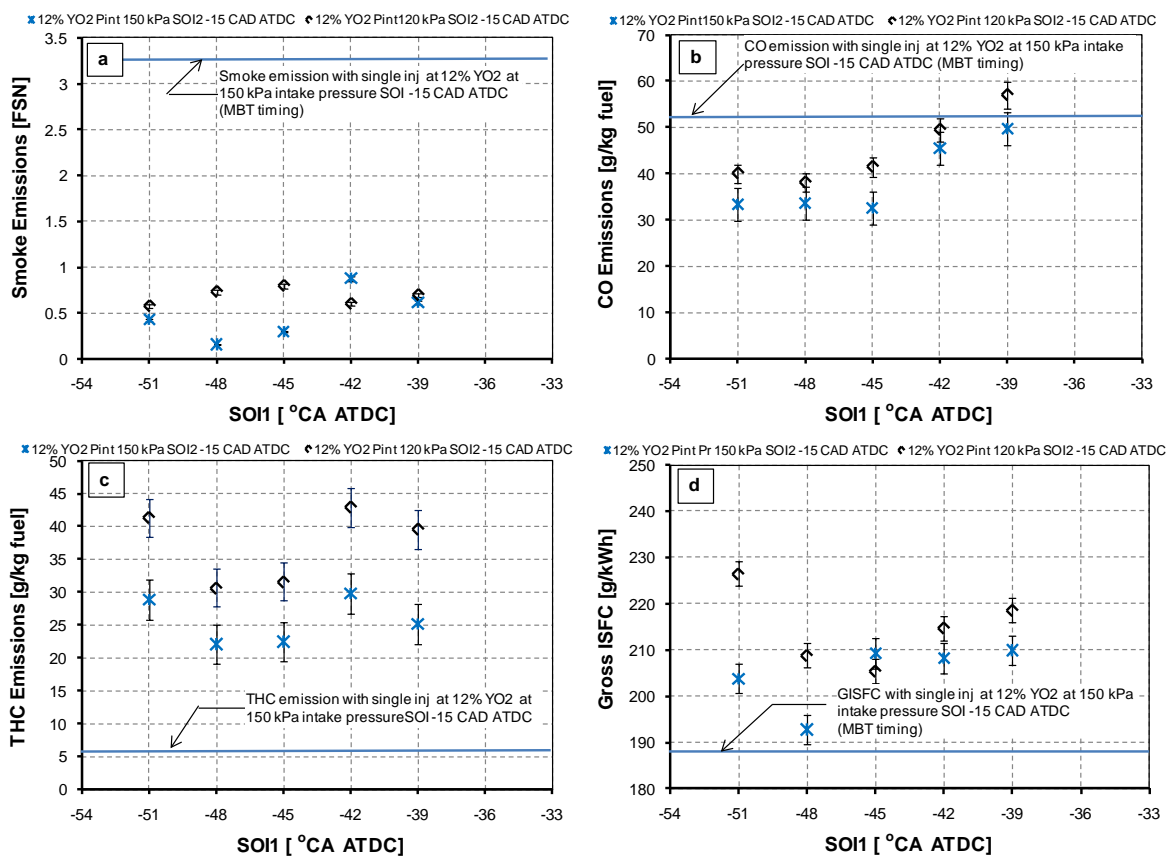 12% YO2 Pint 150 kPa SOI2 -15 CAD ATDC 12% YO2 Pint120 kPa SOI2 -15 CAD ATDC
3.5
3
2.5
2
1.5
1
0.5
0
Smoke Emissions [FSN]
a
Smoke emission with single inj at 12% YO2 at
150 kPa intake pressure SOI -15 CAD ATDC
(MBT timing)
-54 -51 -48 -45 -42 -39 -36 -33
SOI1 [ °CA ATDC]
12% YO2 Pint150 kPa SOI2 -15 CAD ATDC 12% YO2 Pint 120 kPa SOI2 -15 CAD ATDC
70
60
50
40
30
20
10
0
CO Emissions [g/kg fuel]
b
CO emission with single inj at 12% YO2 at 150 kPa intake
pressure SOI -15 CAD ATDC (MBT timing)
-54 -51 -48 -45 -42 -39 -36 -33
SOI1 [ °CA ATDC]
12% YO2 Pint 150 kPa SOI2 -15 CAD ATDC 12% YO2 Pint 120 kPa SOI2 -15 CAD ATDC
50
45
40
35
30
25
20
15
10
5
0
THC Emissions [g/kg fuel]
c
THC emission with single inj at 12% YO2 at
150 kPa intake pressureSOI -15 CAD ATDC
-54 -51 -48 -45 -42 -39 -36 -33
SOI1 [ °CA ATDC]
12% YO2 Pint Pr 150 kPa SOI2 -15 CAD ATDC 12% YO2 Pint 120 kPa SOI2 -15 CAD ATDC
250
240
230
220
210
200
190
180
Gross ISFC [g/kWh]
d
GISFC with single inj at 12% YO2 at 150 kPa
intake pressure SOI -15 CAD ATDC
(MBT timing)
-54 -51 -48 -45 -42 -39 -36 -33
SOI1 [ °CA ATDC]